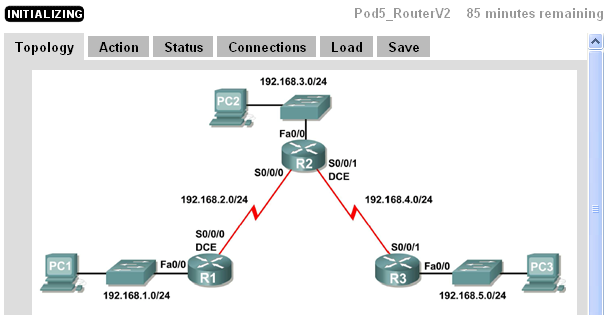 INITIALIZING Pod5_RouterV2 85 minutes remaining
Topology Action Status Connections Load Save
192.168.3.0/24
PC2
Fa0/0
R2
S0/0/0
S0/0/1
DCE
192.168.2.0/24
192.168.4.0/24
S0/0/0
DCE
S0/0/1
PC1
Fa0/0
R1
R3
Fa0/0
PC3
192.168.1.0/24
192.168.5.0/24